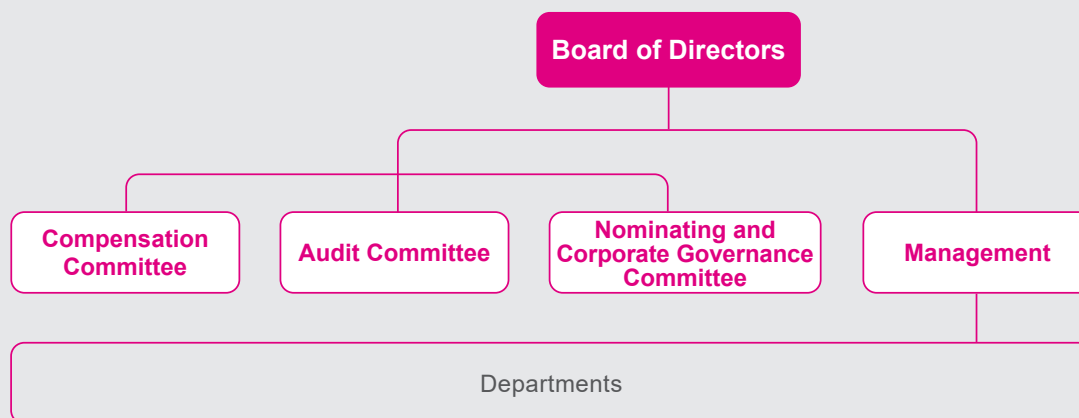 Board of Directors
Compensation
Committee
Audit Committee
Nominating and
Corporate Governance
Committee
Management
Departments